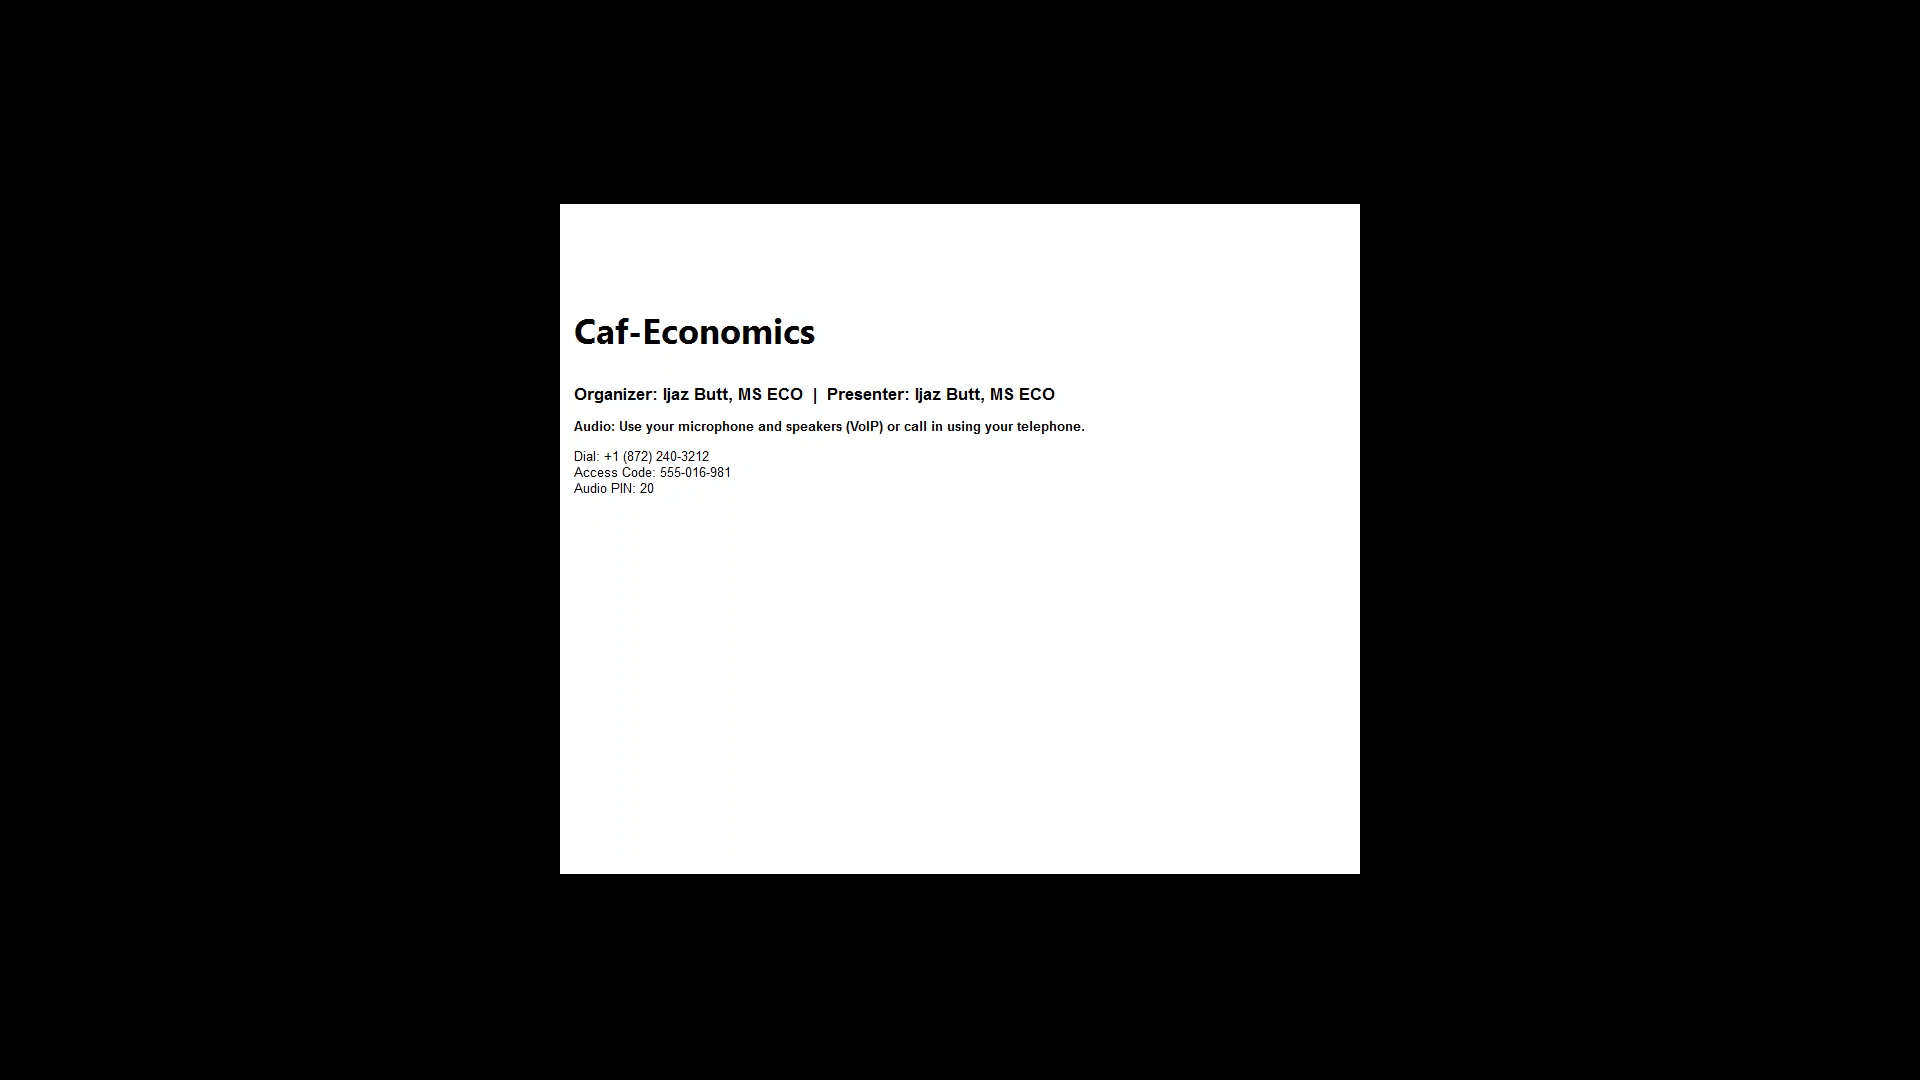 Caf-Economics
Organizer: Ijaz Butt, MS ECO | Presenter: Ijaz Butt, MS ECO
Audio: Use your microphone and speakers (VoIP) or call in using your telephone.
Dial: +1 (872) 240-3212
Access Code: 555-016-981
Audio PIN: 20